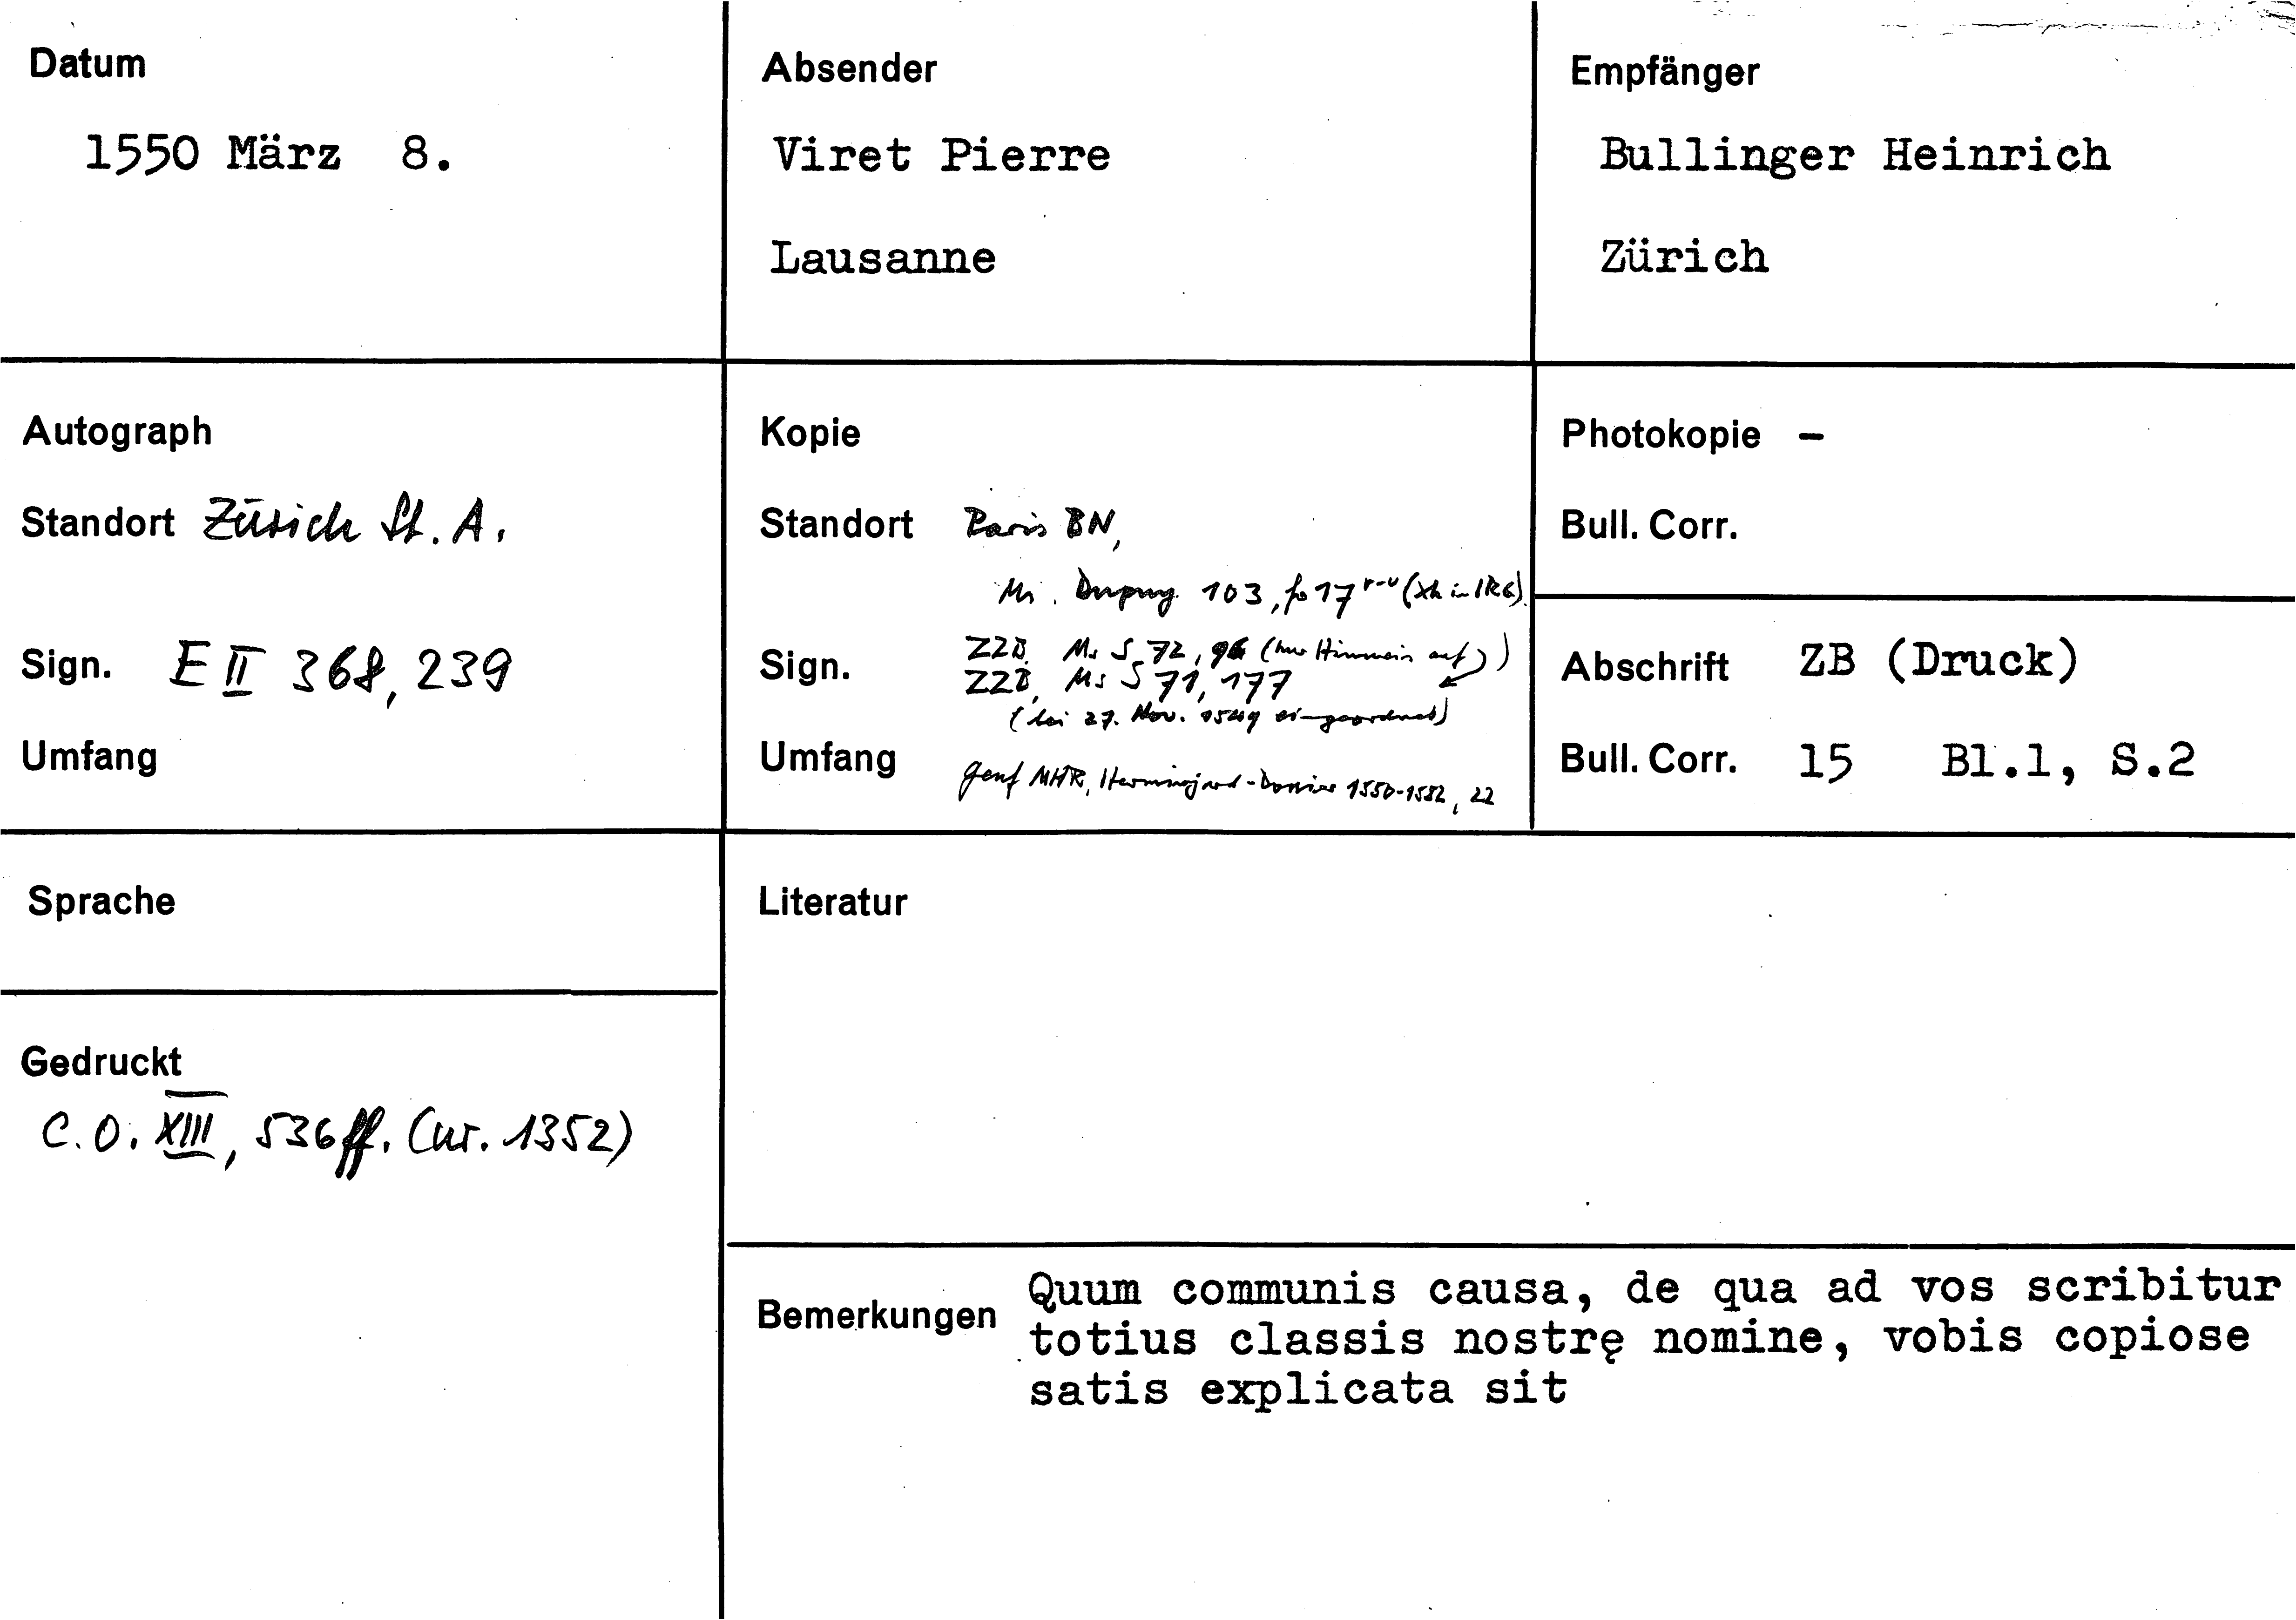 Datum
1550 März 8.
Absender
Viret Pierre
Lausanne
Empfänger
Bullinger Heinrich
Zürich
Autograph
Standort Zürich St. A.
Sign. E II 368, 239
Umfang
Kopie
Standort Paris BN,
Ms. Dupuy 103, fo 17 r-v (Xk in IRG)
Sign. ZZB, Ms S 72, 96 (nur Hinweis auf)
ZZB, Ms S 71, 177
(bei 27. Nov. 1549 eingeordnet)
Umfang Genf MHR, Herminjard-Dossier 1550-1552, 22
Photokopie –
Bull. Corr.
Abschrift ZB (Druck)
Bull. Corr. 15 Bl.1, S.2
Sprache
Gedruckt
C.O. XIII, 536 ff. (nr. 1352)
Literatur
Bemerkungen Quum communis causa, de qua ad vos scribitur
totius classis nostrę nomine, vobis copiose
satis explicata sit